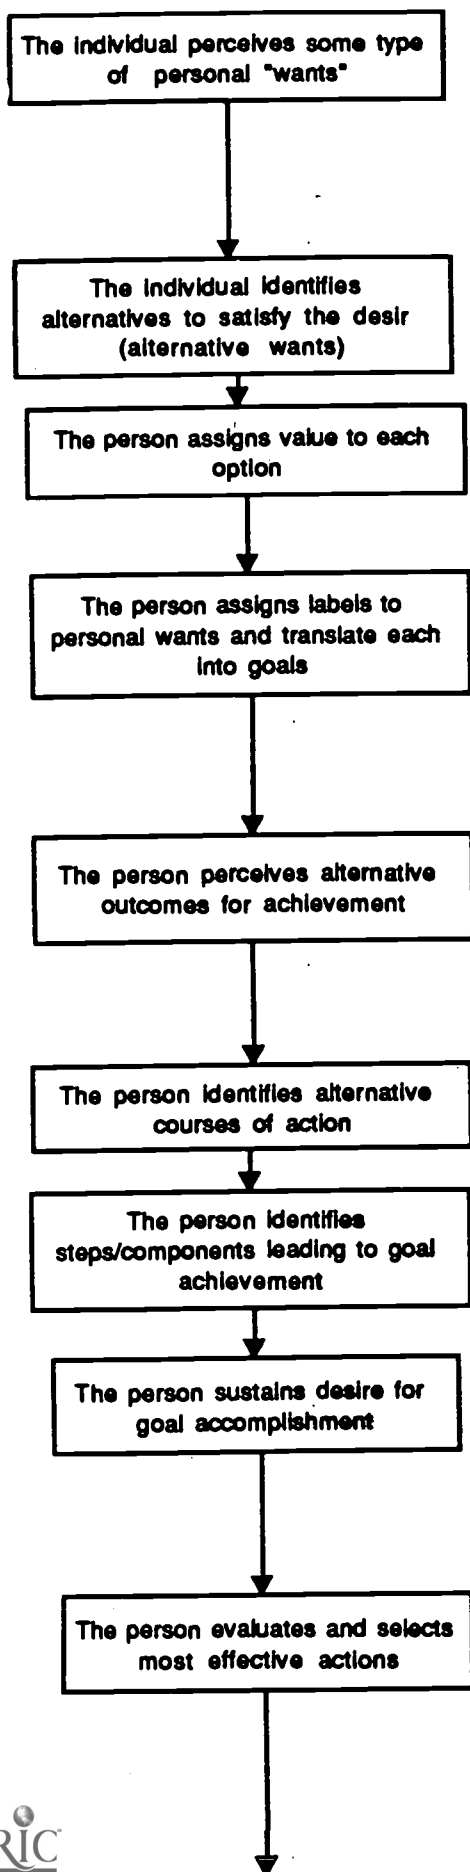 The individual perceives some type
of personal "wants"
The individual identifies
alternatives to satisfy the desir
(alternative wants)
The person assigns value to each
option
The person assigns labels to
personal wants and translate each
into goals
The person perceives alternative
outcomes for achievement
The person identifies alternative
courses of action
The person identifies
steps/components leading to goal
achievement
The person sustains desire for
goal accomplishment
The person evaluates and selects
most effective actions
RIC